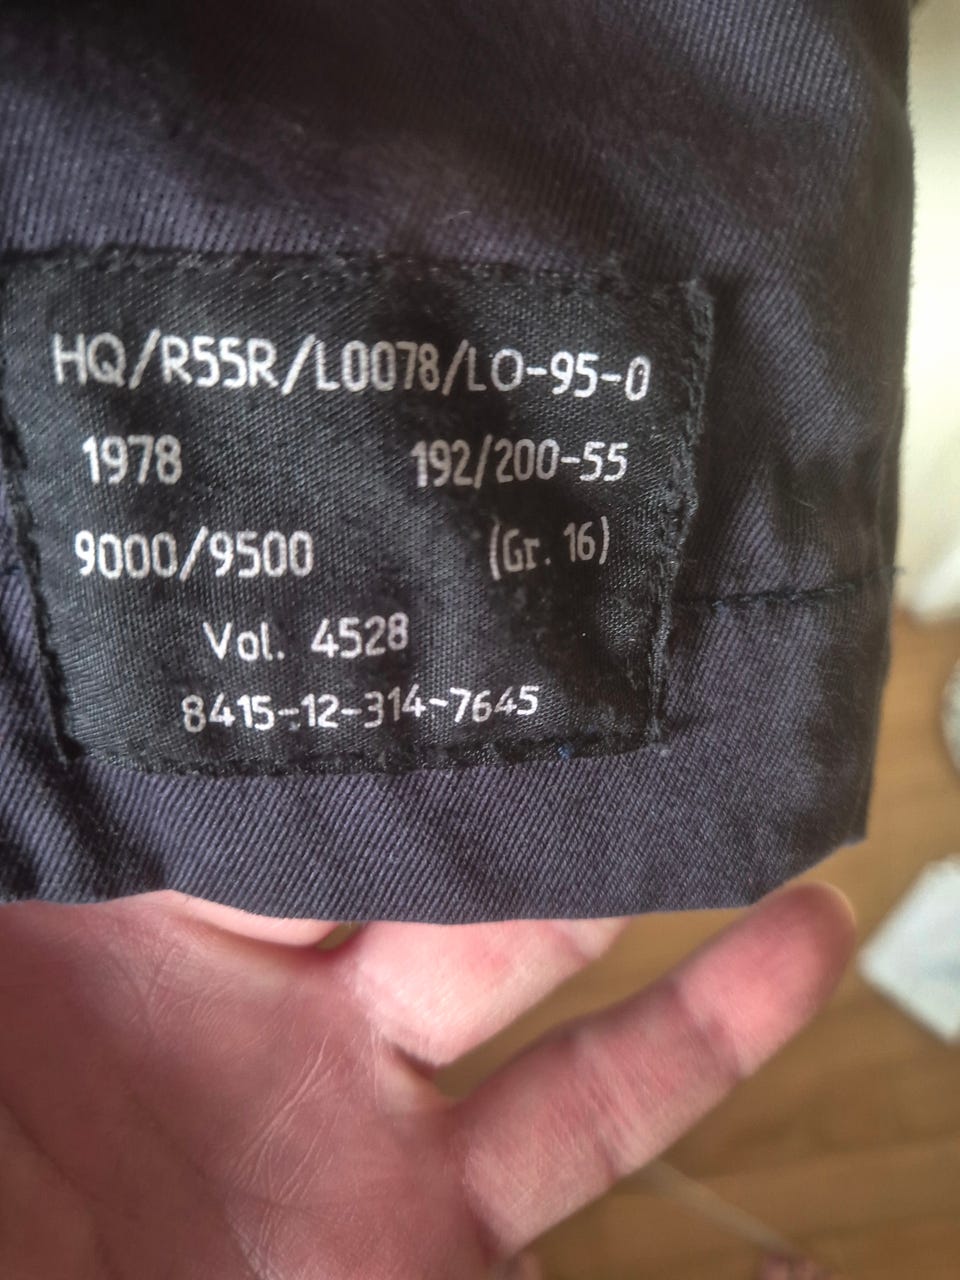 HQ/R55R/L0078/LO-95-0
1978 192/200-55
9000/9500 (Gr. 16)
Vol. 4528
8415-12-314-7645